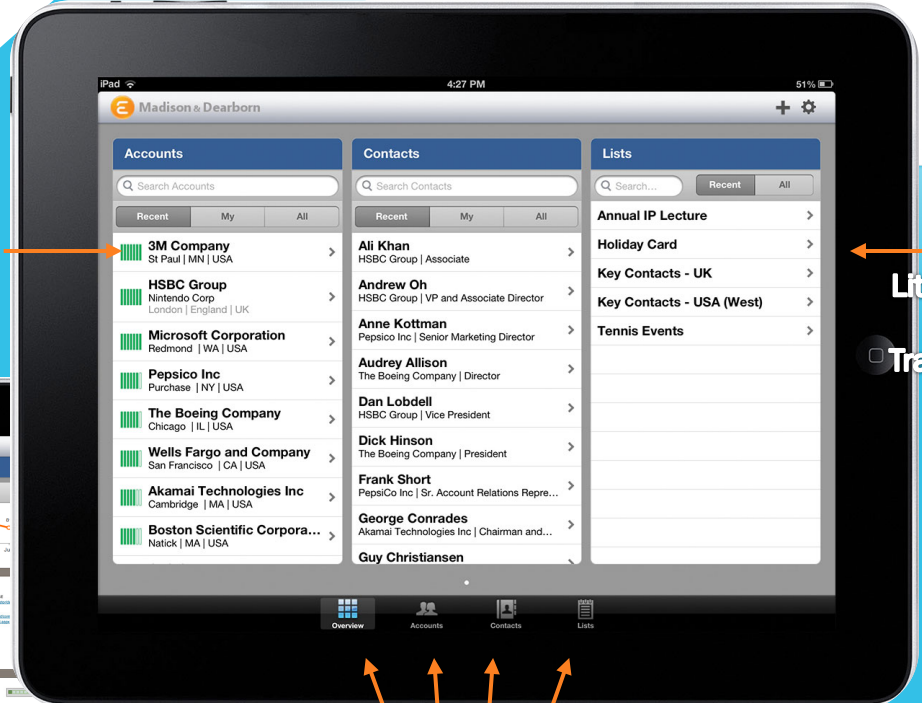 iPad 4:27 PM 51%
Madison & Dearborn
Accounts
Search Accounts
Recent My All
3M Company
St Paul | MN | USA
HSBC Group
Nintendo Corp
London | England | UK
Microsoft Corporation
Redmond | WA | USA
Pepsico Inc
Purchase | NY | USA
The Boeing Company
Chicago | IL | USA
Wells Fargo and Company
San Francisco | CA | USA
Akamai Technologies Inc
Cambridge | MA | USA
Boston Scientific Corpora...
Natick | MA | USA
Contacts
Search Contacts
Recent My All
Ali Khan
HSBC Group | Associate
Andrew Oh
HSBC Group | VP and Associate Director
Anne Kottman
Pepsico Inc | Senior Marketing Director
Audrey Allison
The Boeing Company | Director
Dan Lobdell
HSBC Group | Vice President
Dick Hinson
The Boeing Company | President
Frank Short
PepsiCo Inc | Sr. Account Relations Repre...
George Conrades
Akamai Technologies Inc | Chairman and...
Guy Christiansen
Lists
Search...
Recent All
Annual IP Lecture
Holiday Card
Key Contacts - UK
Key Contacts - USA (West)
Tennis Events
Overview Accounts Contacts Lists